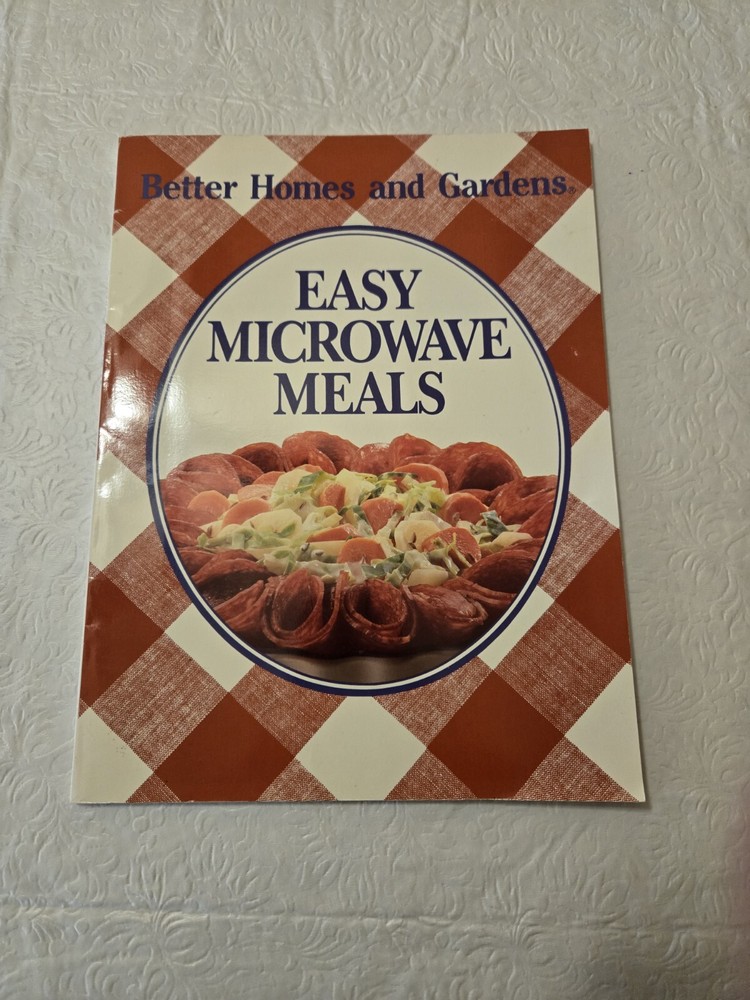 Better Homes and Gardens®
EASY
MICROWAVE
MEALS